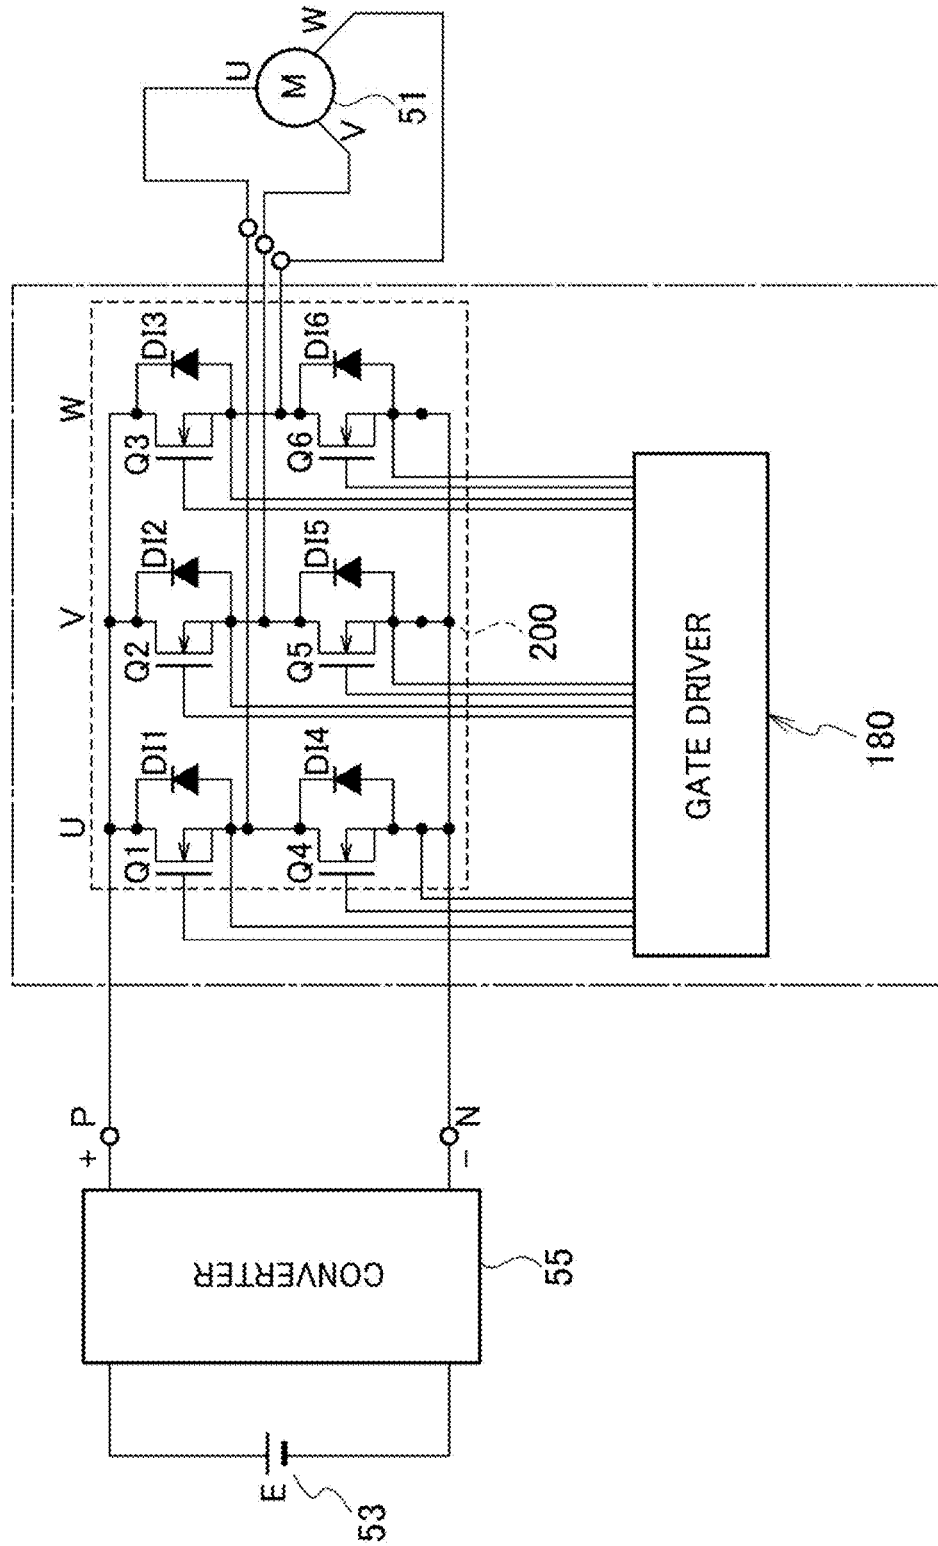 U
V
W
Q1
DI1
Q2
DI2
Q3
DI3
Q4
DI4
Q5
DI5
Q6
DI6
U
M
W
V
51
+ P
- N
CONVERTER
55
E
53
200
GATE DRIVER
180